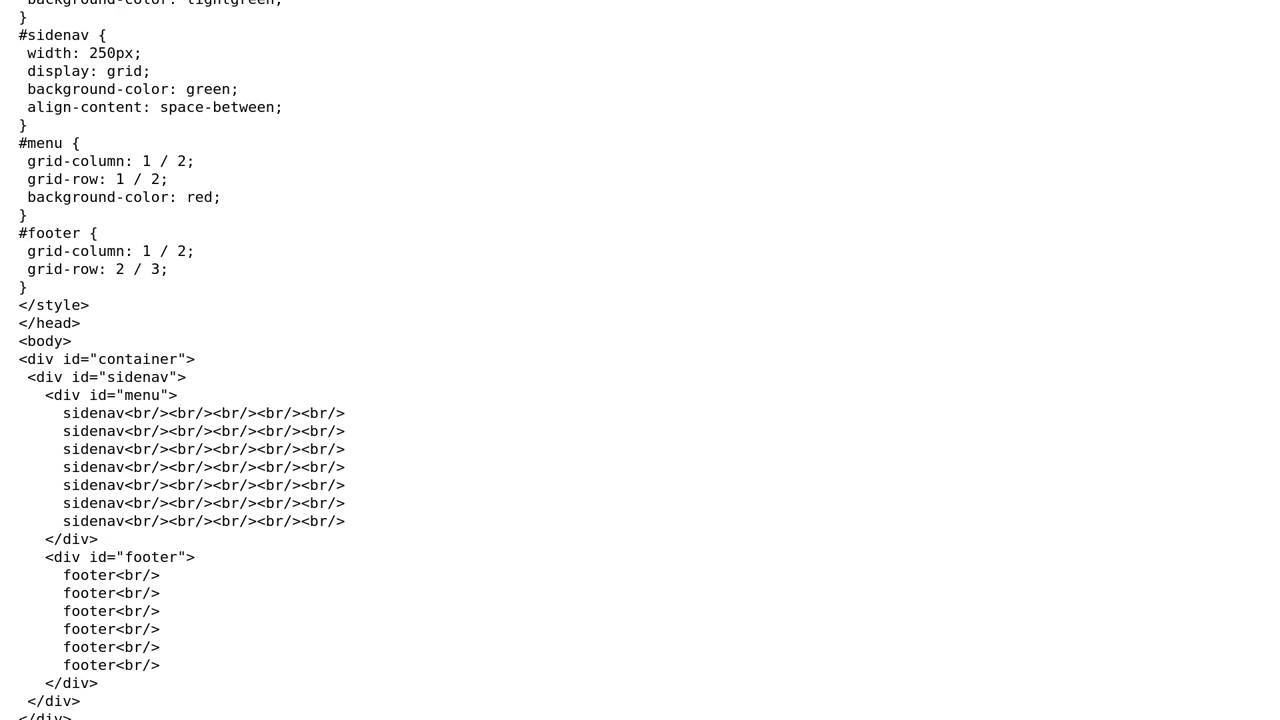 background-color: lightgreen;
}
#sidenav {
 width: 250px;
 display: grid;
 background-color: green;
 align-content: space-between;
}
#menu {
 grid-column: 1 / 2;
 grid-row: 1 / 2;
 background-color: red;
}
#footer {
 grid-column: 1 / 2;
 grid-row: 2 / 3;
}
</style>
</head>
<body>
<div id="container">
 <div id="sidenav">
   <div id="menu">
     sidenav<br/><br/><br/><br/><br/>
     sidenav<br/><br/><br/><br/><br/>
     sidenav<br/><br/><br/><br/><br/>
     sidenav<br/><br/><br/><br/><br/>
     sidenav<br/><br/><br/><br/><br/>
     sidenav<br/><br/><br/><br/><br/>
     sidenav<br/><br/><br/><br/><br/>
   </div>
   <div id="footer">
     footer<br/>
     footer<br/>
     footer<br/>
     footer<br/>
     footer<br/>
     footer<br/>
   </div>
 </div>
</div>